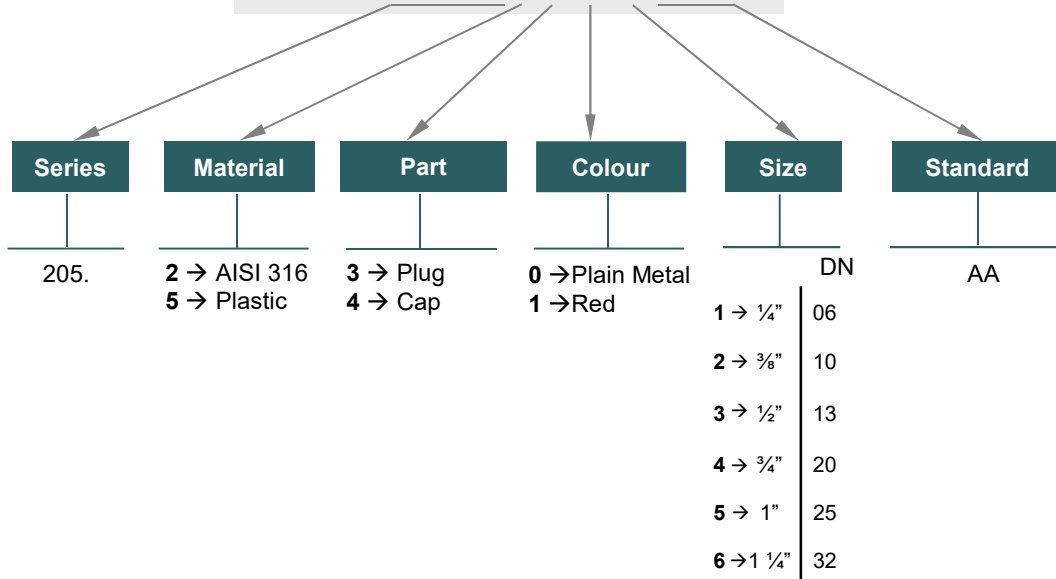 Series Material Part Colour Size Standard
205. 2 → AISI 316 3 → Plug 0 →Plain Metal DN AA
5 → Plastic 4 → Cap 1 →Red
1 → ¼” 06
2 → ⅜” 10
3 → ½” 13
4 → ¾” 20
5 → 1” 25
6 →1 ¼” 32